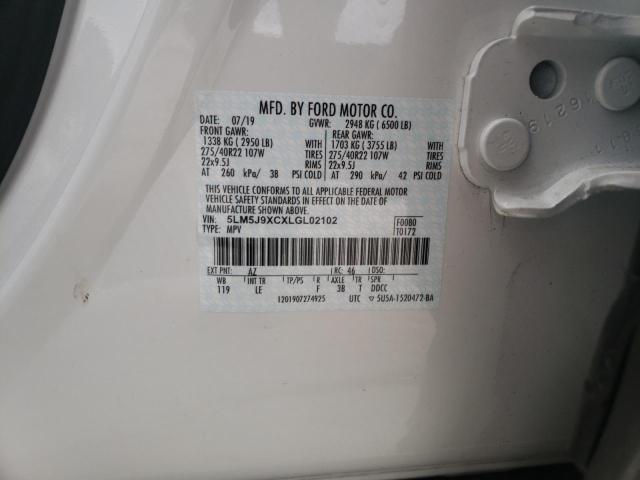 MFD. BY FORD MOTOR CO.
DATE: 07/19 GVWR: 2948 KG ( 6500 LB)
FRONT GAWR: REAR GAWR:
1338 KG ( 2950 LB) WITH 1703 KG ( 3755 LB) WITH
275/40R22 107W TIRES 275/40R22 107W TIRES
22x9.5J RIMS 22x9.5J RIMS
AT 260 kPa/ 38 PSI COLD AT 290 kPa/ 42 PSI COLD
THIS VEHICLE CONFORMS TO ALL APPLICABLE FEDERAL MOTOR
VEHICLE SAFETY STANDARDS IN EFFECT ON THE DATE OF
MANUFACTURE SHOWN ABOVE.
VIN: 5LM5J9XCXLGL02102 F0080
TYPE: MPV T0172
EXT PNT: AZ RC: 46 DSO:
WB INT TR TP/PS R AXLE TR SPR
119 LE F 3B T DDCC
1201907274925 UTC 5U5A-1520472-BA